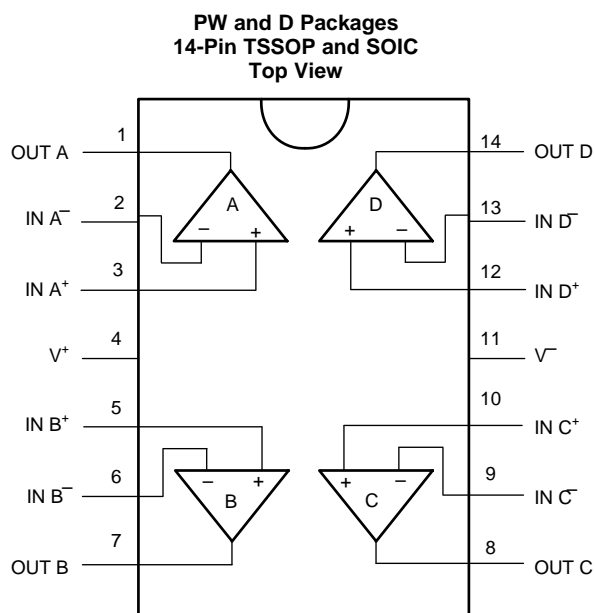 PW and D Packages
14-Pin TSSOP and SOIC
Top View
1
OUT A
14
OUT D
A
D
2
IN A–
13
IN D–
– +
+ –
3
IN A+
12
IN D+
4
V+
11
V–
5
IN B+
10
IN C+
– +
+ –
6
IN B–
9
IN C–
B
C
7
OUT B
8
OUT C